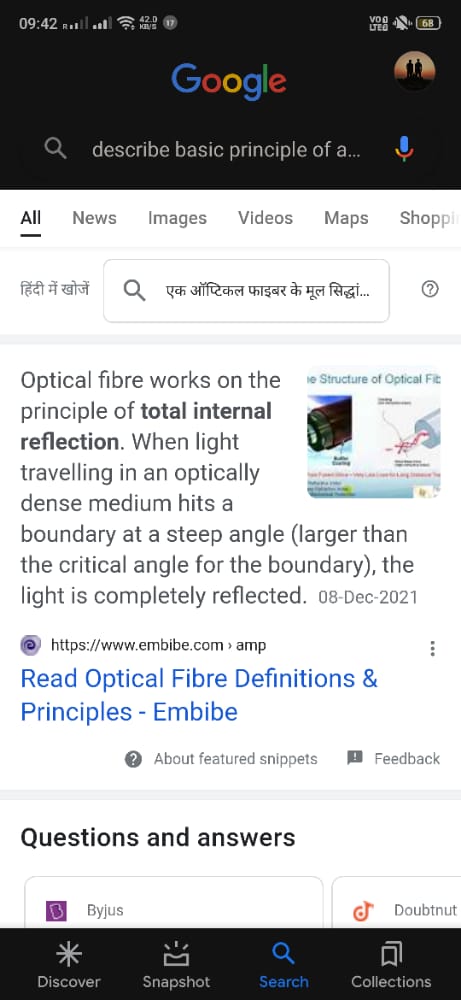 09:42 R 42.0 KB/S 17 VO LTE 68
Google
describe basic principle of a...
All News Images Videos Maps Shoppi
हिंदी में खोजें एक ऑप्टिकल फाइबर के मूल सिद्धां...
Optical fibre works on the
principle of total internal
reflection. When light
travelling in an optically
dense medium hits a
boundary at a steep angle (larger than
the critical angle for the boundary), the
light is completely reflected. 08-Dec-2021
e Structure of Optical Fib
Buffer
Coating
https://www.embibe.com › amp
Read Optical Fibre Definitions &
Principles - Embibe
About featured snippets Feedback
Questions and answers
Byjus Doubtnut
Discover Snapshot Search Collections